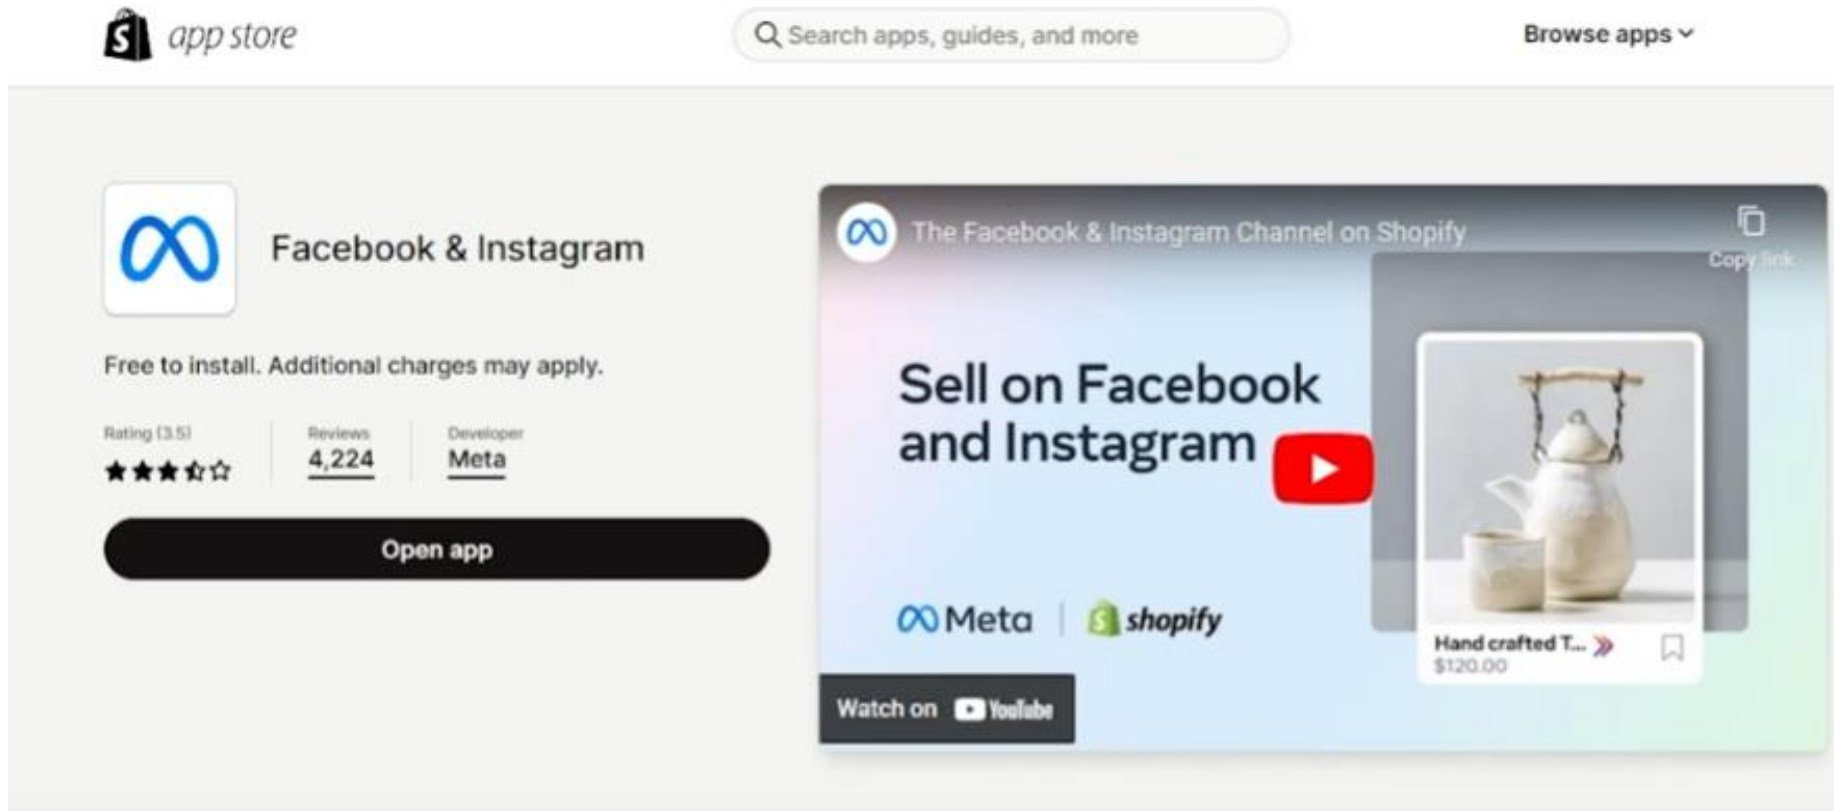 app store
Search apps, guides, and more
Browse apps
Facebook & Instagram
Free to install. Additional charges may apply.
Rating (3.5)
Reviews
4,224
Developer
Meta
Open app
The Facebook & Instagram Channel on Shopify
Copy link
Sell on Facebook
and Instagram
Meta
shopify
Hand crafted T...
$120.00
Watch on YouTube